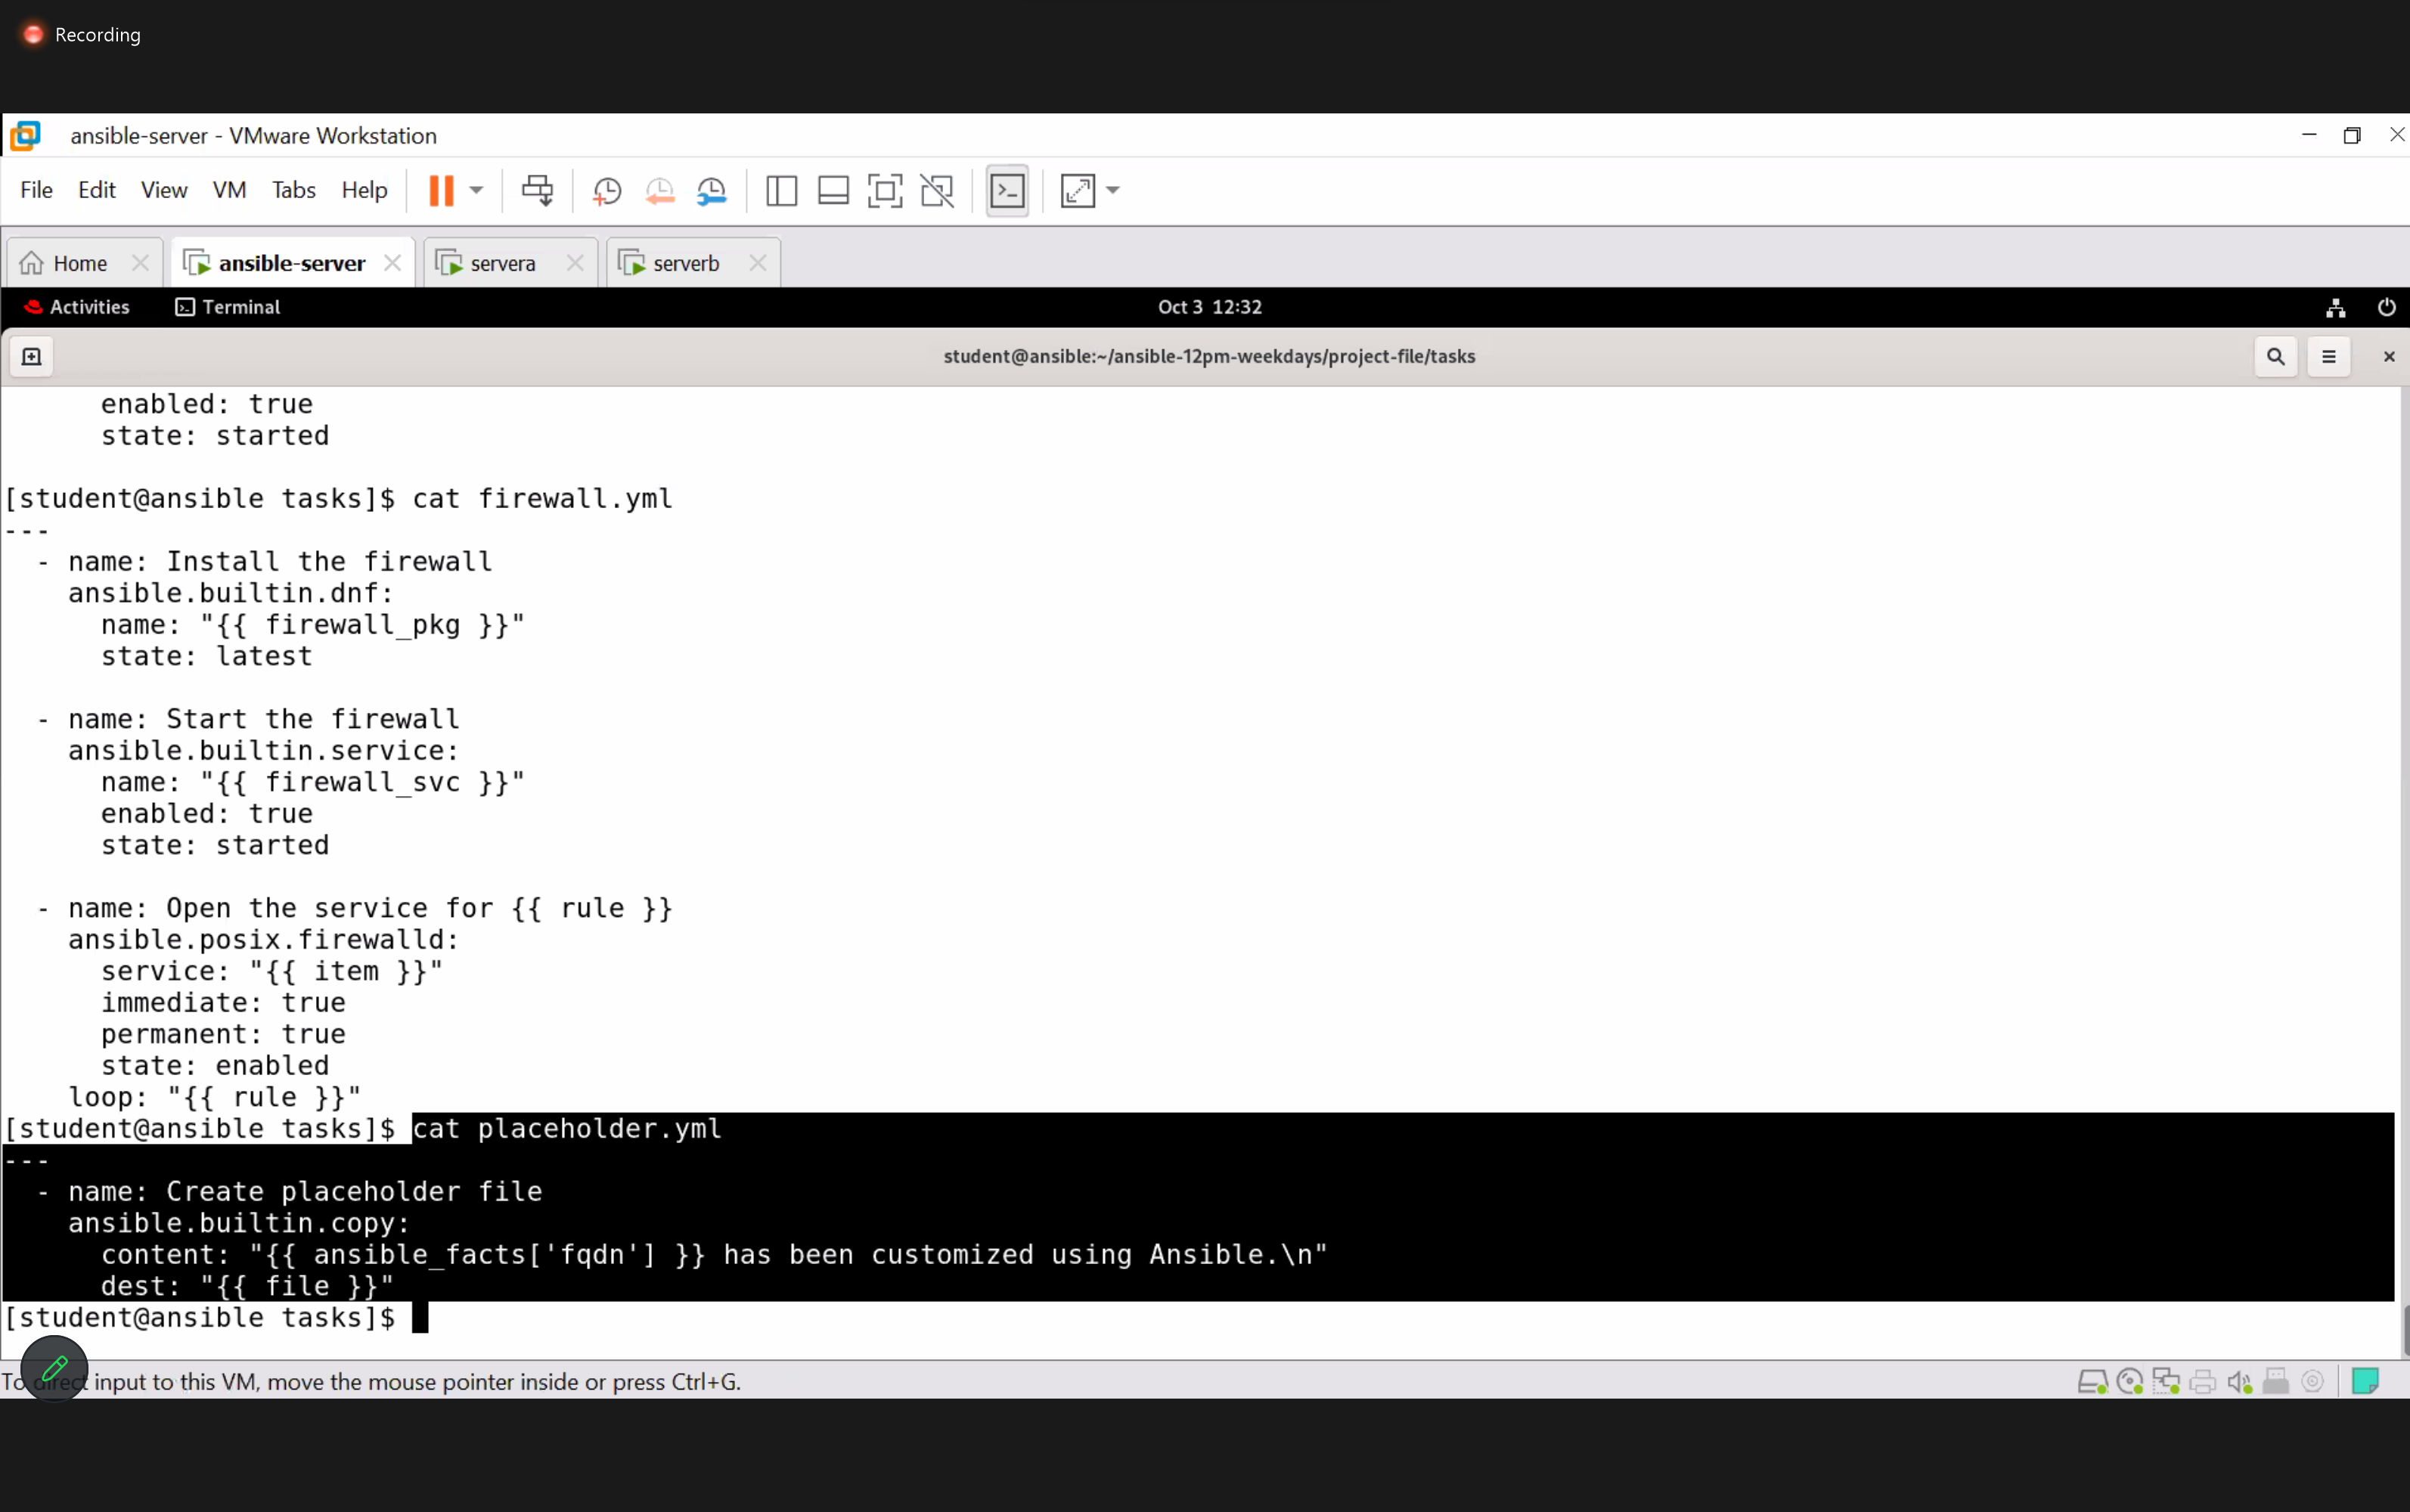 Recording
ansible-server - VMware Workstation
File Edit View VM Tabs Help
Home ansible-server servera serverb
Activities Terminal Oct 3 12:32
student@ansible:~/ansible-12pm-weekdays/project-file/tasks
      enabled: true
      state: started
[student@ansible tasks]$ cat firewall.yml
---
  - name: Install the firewall
    ansible.builtin.dnf:
      name: "{{ firewall_pkg }}"
      state: latest
  - name: Start the firewall
    ansible.builtin.service:
      name: "{{ firewall_svc }}"
      enabled: true
      state: started
  - name: Open the service for {{ rule }}
    ansible.posix.firewalld:
      service: "{{ item }}"
      immediate: true
      permanent: true
      state: enabled
    loop: "{{ rule }}"
[student@ansible tasks]$ cat placeholder.yml
---
  - name: Create placeholder file
    ansible.builtin.copy:
      content: "{{ ansible_facts['fqdn'] }} has been customized using Ansible.\n"
      dest: "{{ file }}"
[student@ansible tasks]$
To direct input to this VM, move the mouse pointer inside or press Ctrl+G.